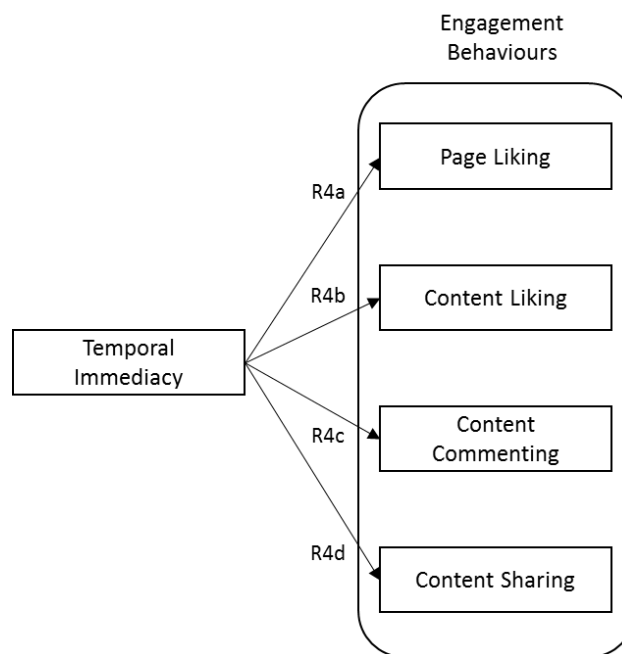 Engagement
Behaviours
Page Liking
R4a
R4b
Content Liking
Temporal
Immediacy
Content
Commenting
R4c
R4d
Content Sharing